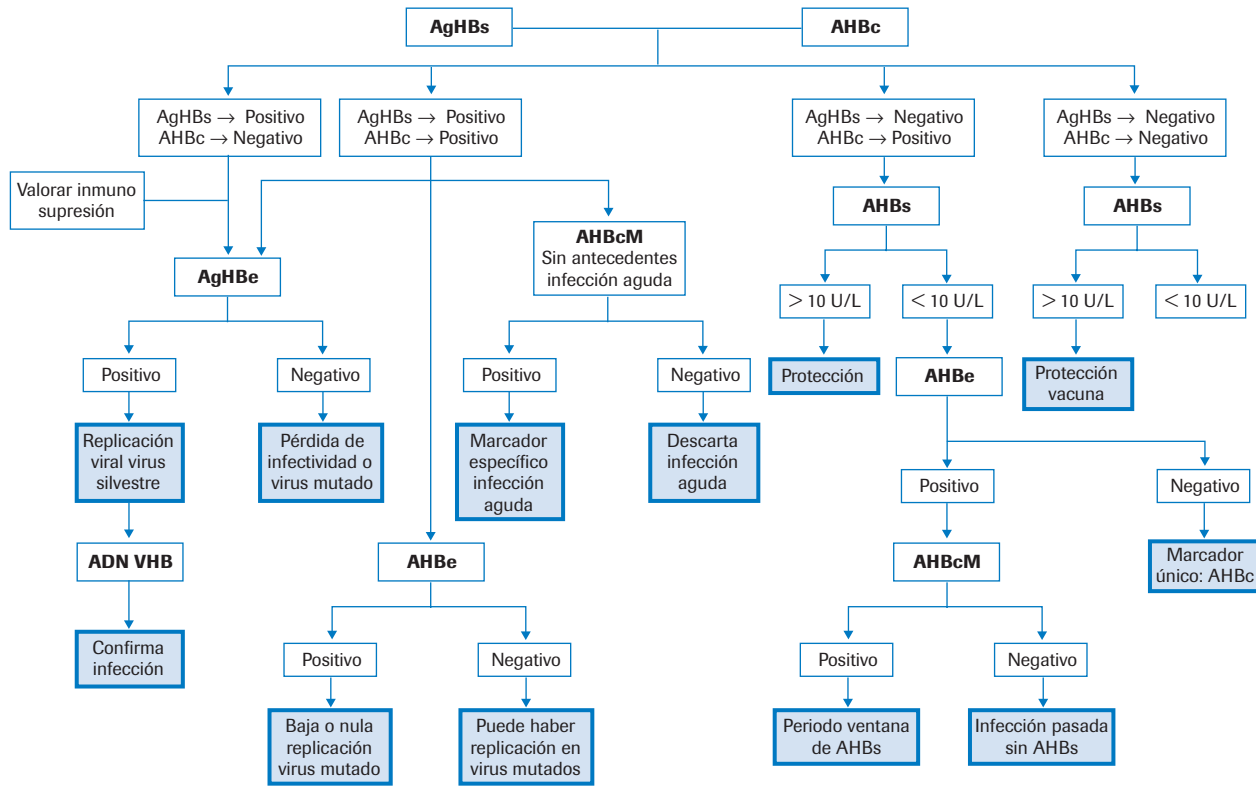 AgHBs
AHBc
AgHBs → Positivo
AHBc → Negativo
AgHBs → Positivo
AHBc → Positivo
AgHBs → Negativo
AHBc → Positivo
AgHBs → Negativo
AHBc → Negativo
Valorar inmuno
supresión
AHBcM
Sin antecedentes
infección aguda
AHBs
AHBs
AgHBe
> 10 U/L
< 10 U/L
> 10 U/L
< 10 U/L
Positivo
Negativo
Positivo
Negativo
Protección
AHBe
Protección
vacuna
Replicación
viral virus
silvestre
Pérdida de
infectividad o
virus mutado
Marcador
específico
infección
aguda
Descarta
infección
aguda
Positivo
Negativo
ADN VHB
AHBe
AHBcM
Marcador
único: AHBc
Confirma
infección
Positivo
Negativo
Positivo
Negativo
Baja o nula
replicación
virus mutado
Puede haber
replicación en
virus mutados
Periodo ventana
de AHBs
Infección pasada
sin AHBs